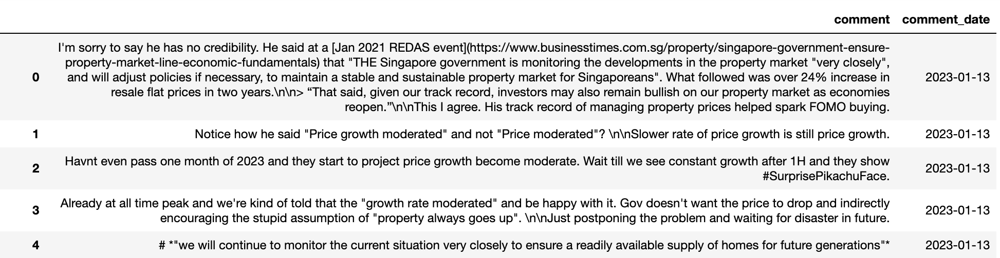 comment comment_date
I'm sorry to say he has no credibility. He said at a [Jan 2021 REDAS event](https://www.businesstimes.com.sg/property/singapore-government-ensure-
property-market-line-economic-fundamentals) that "THE Singapore government is monitoring the developments in the property market "very closely",
0 and will adjust policies if necessary, to maintain a stable and sustainable property market for Singaporeans". What followed was over 24% increase in 2023-01-13
resale flat prices in two years.\n\n> “That said, given our track record, investors may also remain bullish on our property market as economies
reopen.”\n\nThis I agree. His track record of managing property prices helped spark FOMO buying.
1 Notice how he said "Price growth moderated" and not "Price moderated"? \n\nSlower rate of price growth is still price growth. 2023-01-13
2 Havnt even pass one month of 2023 and they start to project price growth become moderate. Wait till we see constant growth after 1H and they show 2023-01-13
#SurprisePikachuFace.
3 Already at all time peak and we're kind of told that the "growth rate moderated" and be happy with it. Gov doesn't want the price to drop and indirectly 2023-01-13
encouraging the stupid assumption of "property always goes up". \n\nJust postponing the problem and waiting for disaster in future.
4 # *"we will continue to monitor the current situation very closely to ensure a readily available supply of homes for future generations"* 2023-01-13